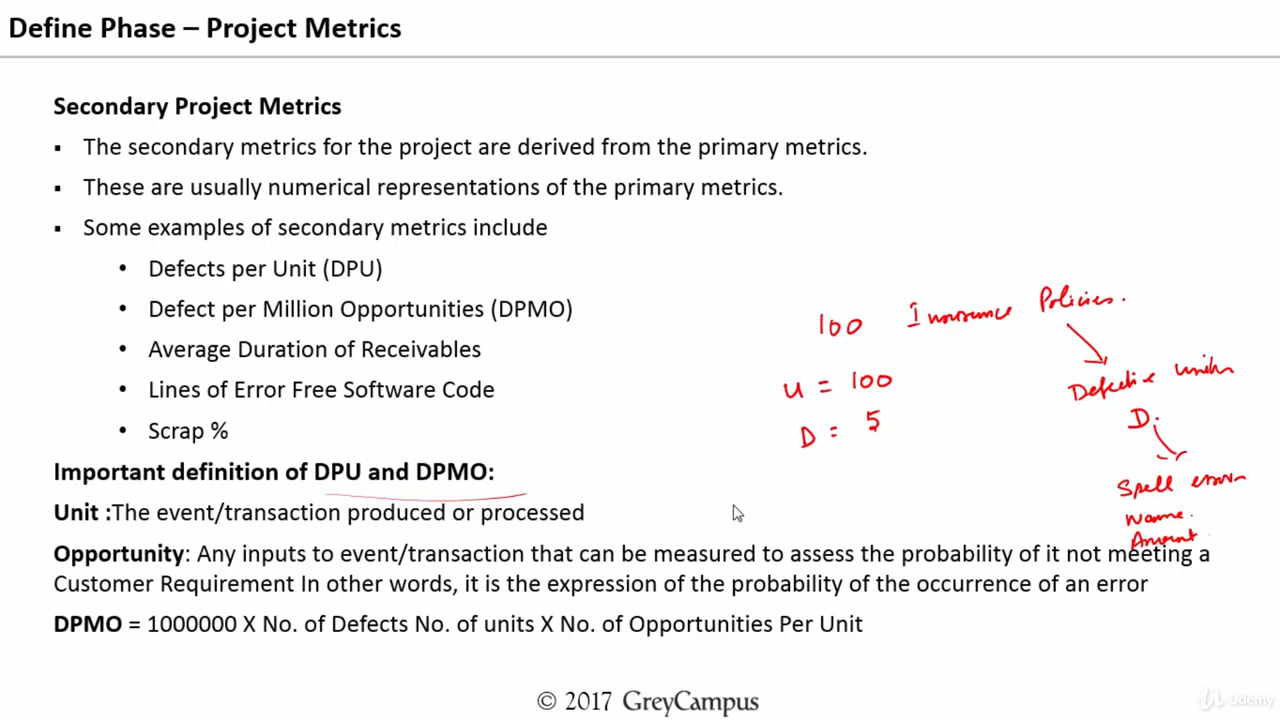 Define Phase – Project Metrics
Secondary Project Metrics
▪ The secondary metrics for the project are derived from the primary metrics.
▪ These are usually numerical representations of the primary metrics.
▪ Some examples of secondary metrics include
• Defects per Unit (DPU)
• Defect per Million Opportunities (DPMO)
• Average Duration of Receivables
• Lines of Error Free Software Code
• Scrap %
100 Insurance Policies.
U = 100
D = 5
Defective units
D.
Spell error
Name.
Amount
Important definition of DPU and DPMO:
Unit :The event/transaction produced or processed
Opportunity: Any inputs to event/transaction that can be measured to assess the probability of it not meeting a
Customer Requirement In other words, it is the expression of the probability of the occurrence of an error
DPMO = 1000000 X No. of Defects No. of units X No. of Opportunities Per Unit
© 2017 GreyCampus
Udemy